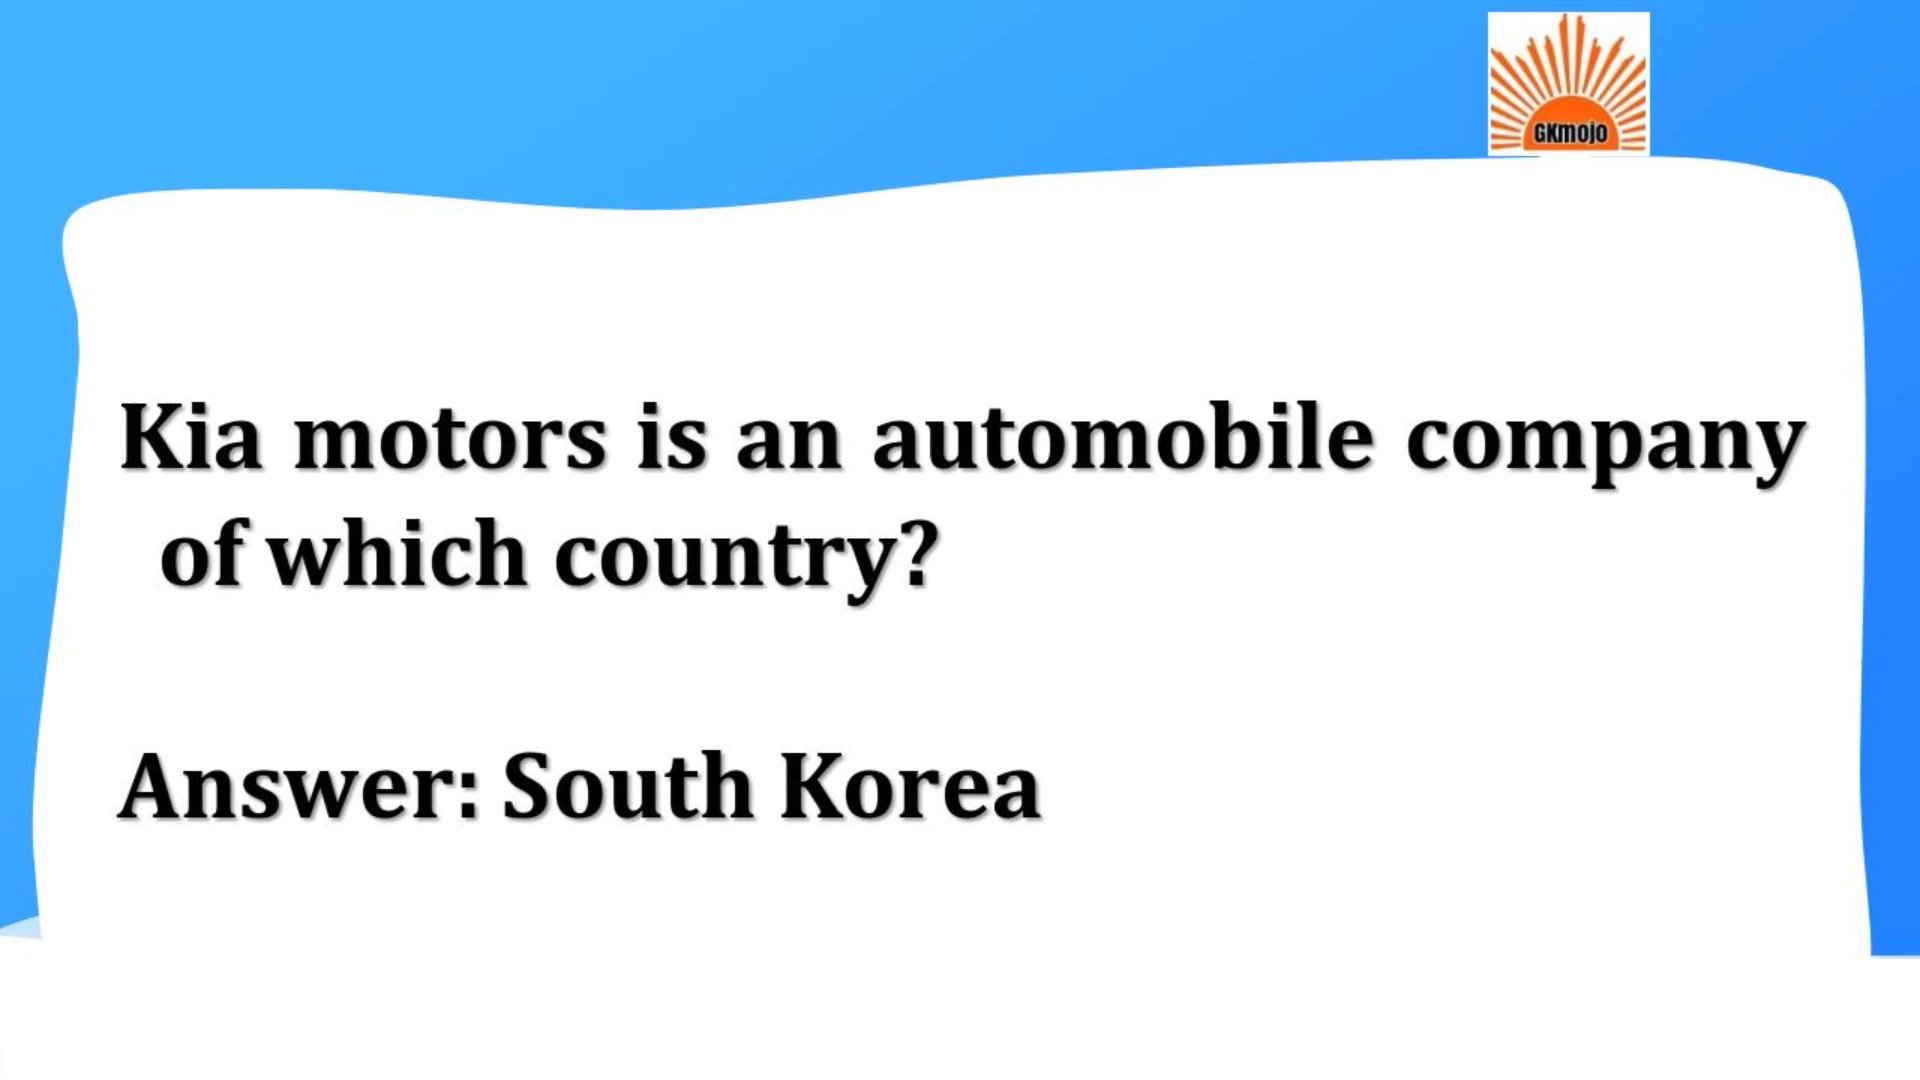 GKmojo
Kia motors is an automobile company
of which country?
Answer: South Korea